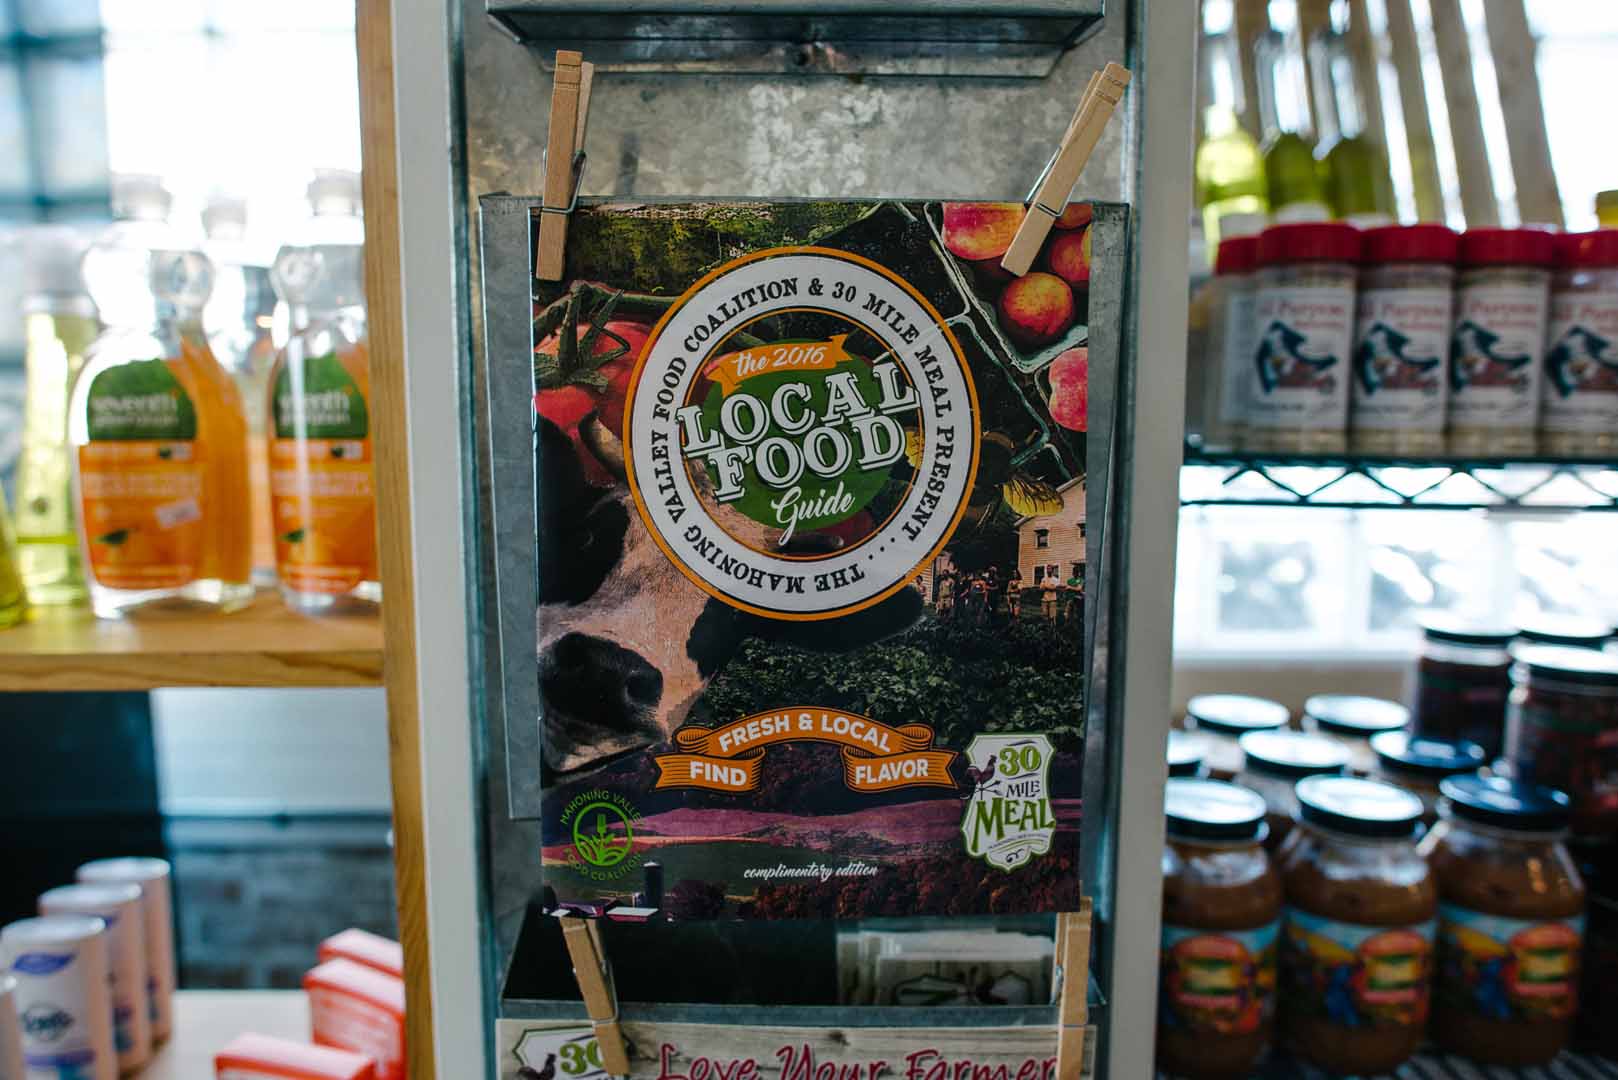 THE MAHONING VALLEY FOOD COALITION & 30 MILE MEAL PRESENT ....
the 2016
LOCAL
FOOD
Guide
FRESH & LOCAL
FIND FLAVOR
MAHONING VALLEY
FOOD COALITION
30
MILE
MEAL
complimentary edition
30
Love Your Farmer
seventh